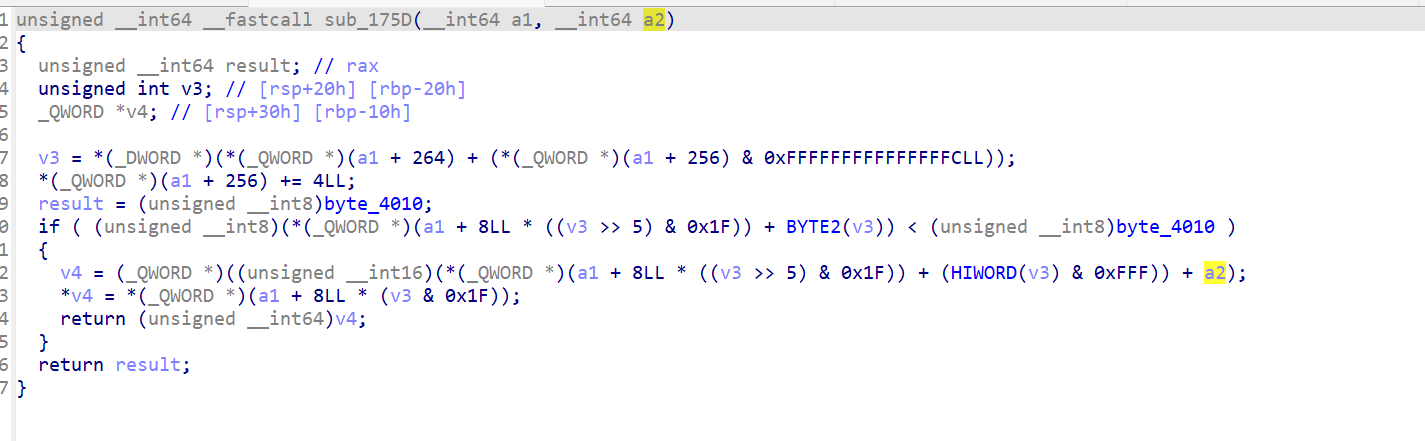 1 unsigned __int64 __fastcall sub_175D(__int64 a1, __int64 a2)
2 {
3 unsigned __int64 result; // rax
4 unsigned int v3; // [rsp+20h] [rbp-20h]
5 _QWORD *v4; // [rsp+30h] [rbp-10h]
6
7 v3 = *(_DWORD *)(*(_QWORD *)(a1 + 264) + (*(_QWORD *)(a1 + 256) & 0xFFFFFFFFFFFFFFFCLL));
8 *(_QWORD *)(a1 + 256) += 4LL;
9 result = (unsigned __int8)byte_4010;
0 if ( (unsigned __int8)(*(_QWORD *)(a1 + 8LL * ((v3 >> 5) & 0x1F)) + BYTE2(v3)) < (unsigned __int8)byte_4010 )
1 {
2 v4 = (_QWORD *)((unsigned __int16)(*(_QWORD *)(a1 + 8LL * ((v3 >> 5) & 0x1F)) + (HIWORD(v3) & 0xFFF)) + a2);
3 *v4 = *(_QWORD *)(a1 + 8LL * (v3 & 0x1F));
4 return (unsigned __int64)v4;
5 }
6 return result;
7 }